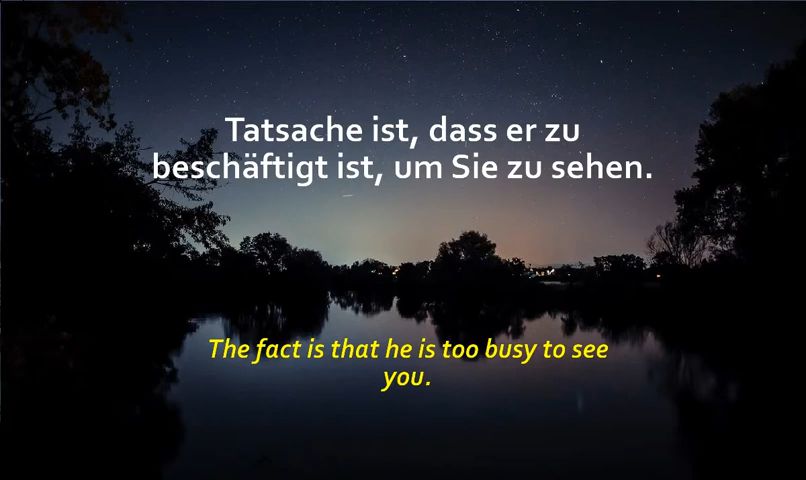 Tatsache ist, dass er zu
beschäftigt ist, um Sie zu sehen.
The fact is that he is too busy to see
you.